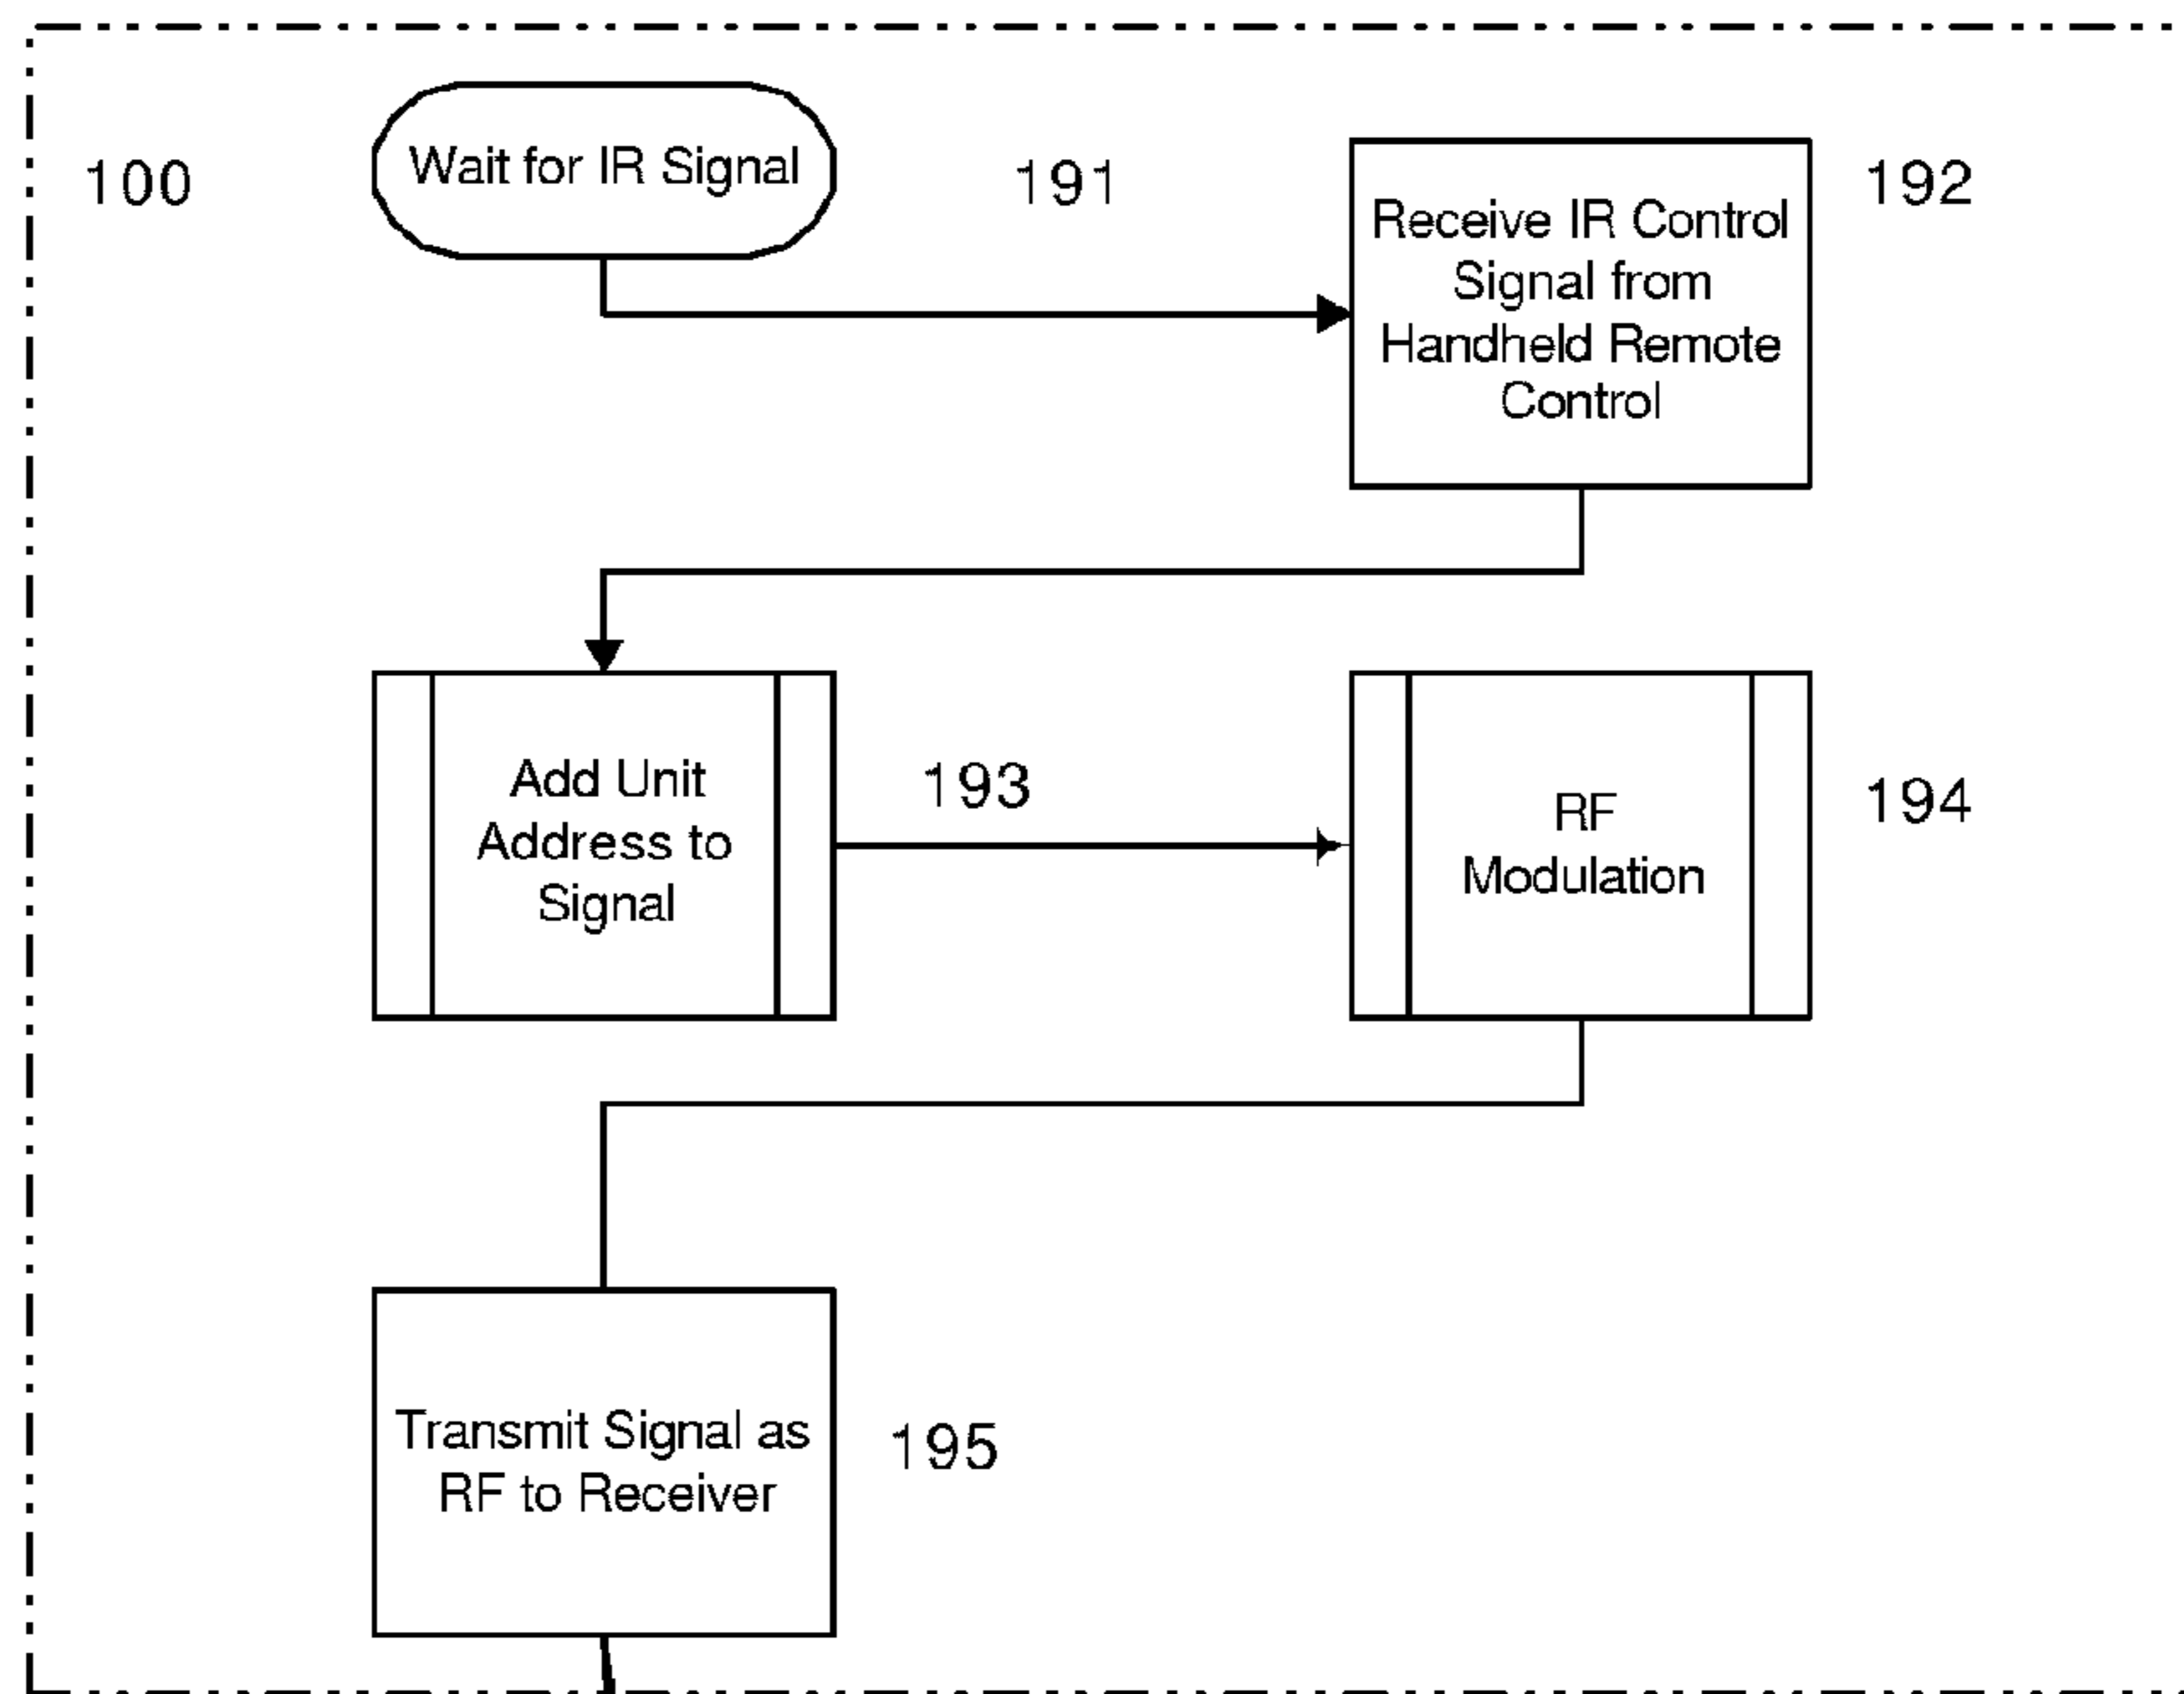 100
Wait for IR Signal
191
Receive IR Control
Signal from
Handheld Remote
Control
192
Add Unit
Address to
Signal
193
RF
Modulation
194
Transmit Signal as
RF to Receiver
195